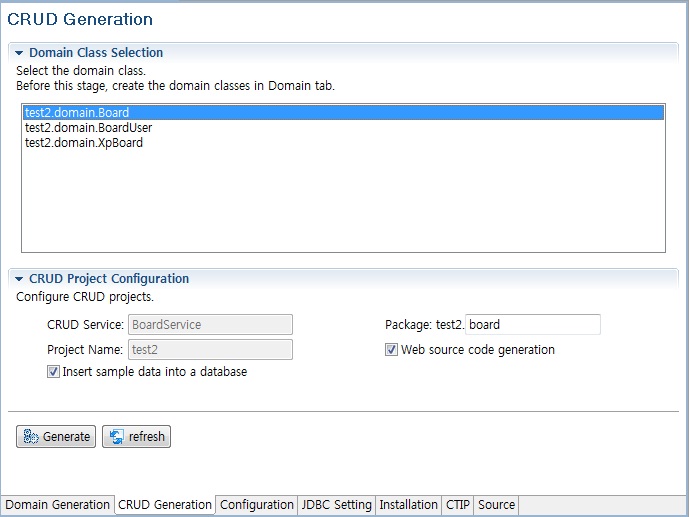 CRUD Generation
Domain Class Selection
Select the domain class.
Before this stage, create the domain classes in Domain tab.
test2.domain.Board
test2.domain.BoardUser
test2.domain.XpBoard
CRUD Project Configuration
Configure CRUD projects.
CRUD Service: BoardService Package: test2. board
Project Name: test2 Web source code generation
Insert sample data into a database
Generate refresh
Domain Generation CRUD Generation Configuration JDBC Setting Installation CTIP Source